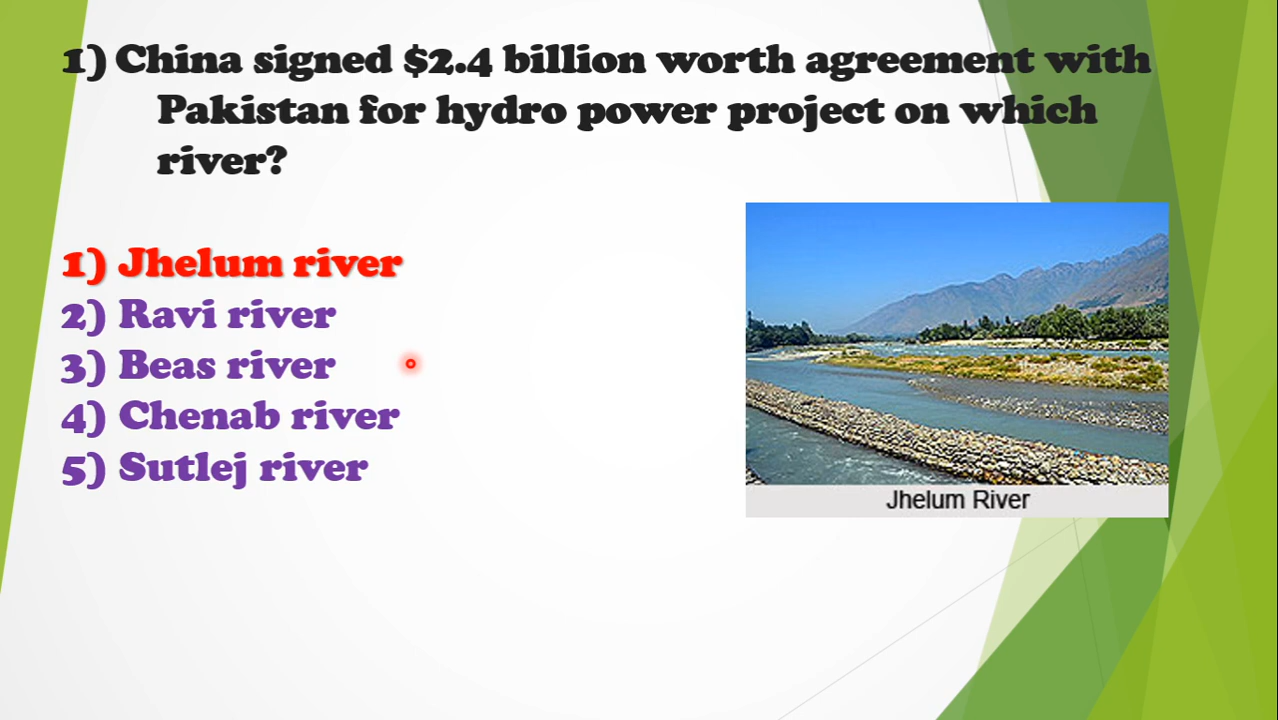 1) China signed $2.4 billion worth agreement with
Pakistan for hydro power project on which
river?
1) Jhelum river
2) Ravi river
3) Beas river
4) Chenab river
5) Sutlej river
Jhelum River